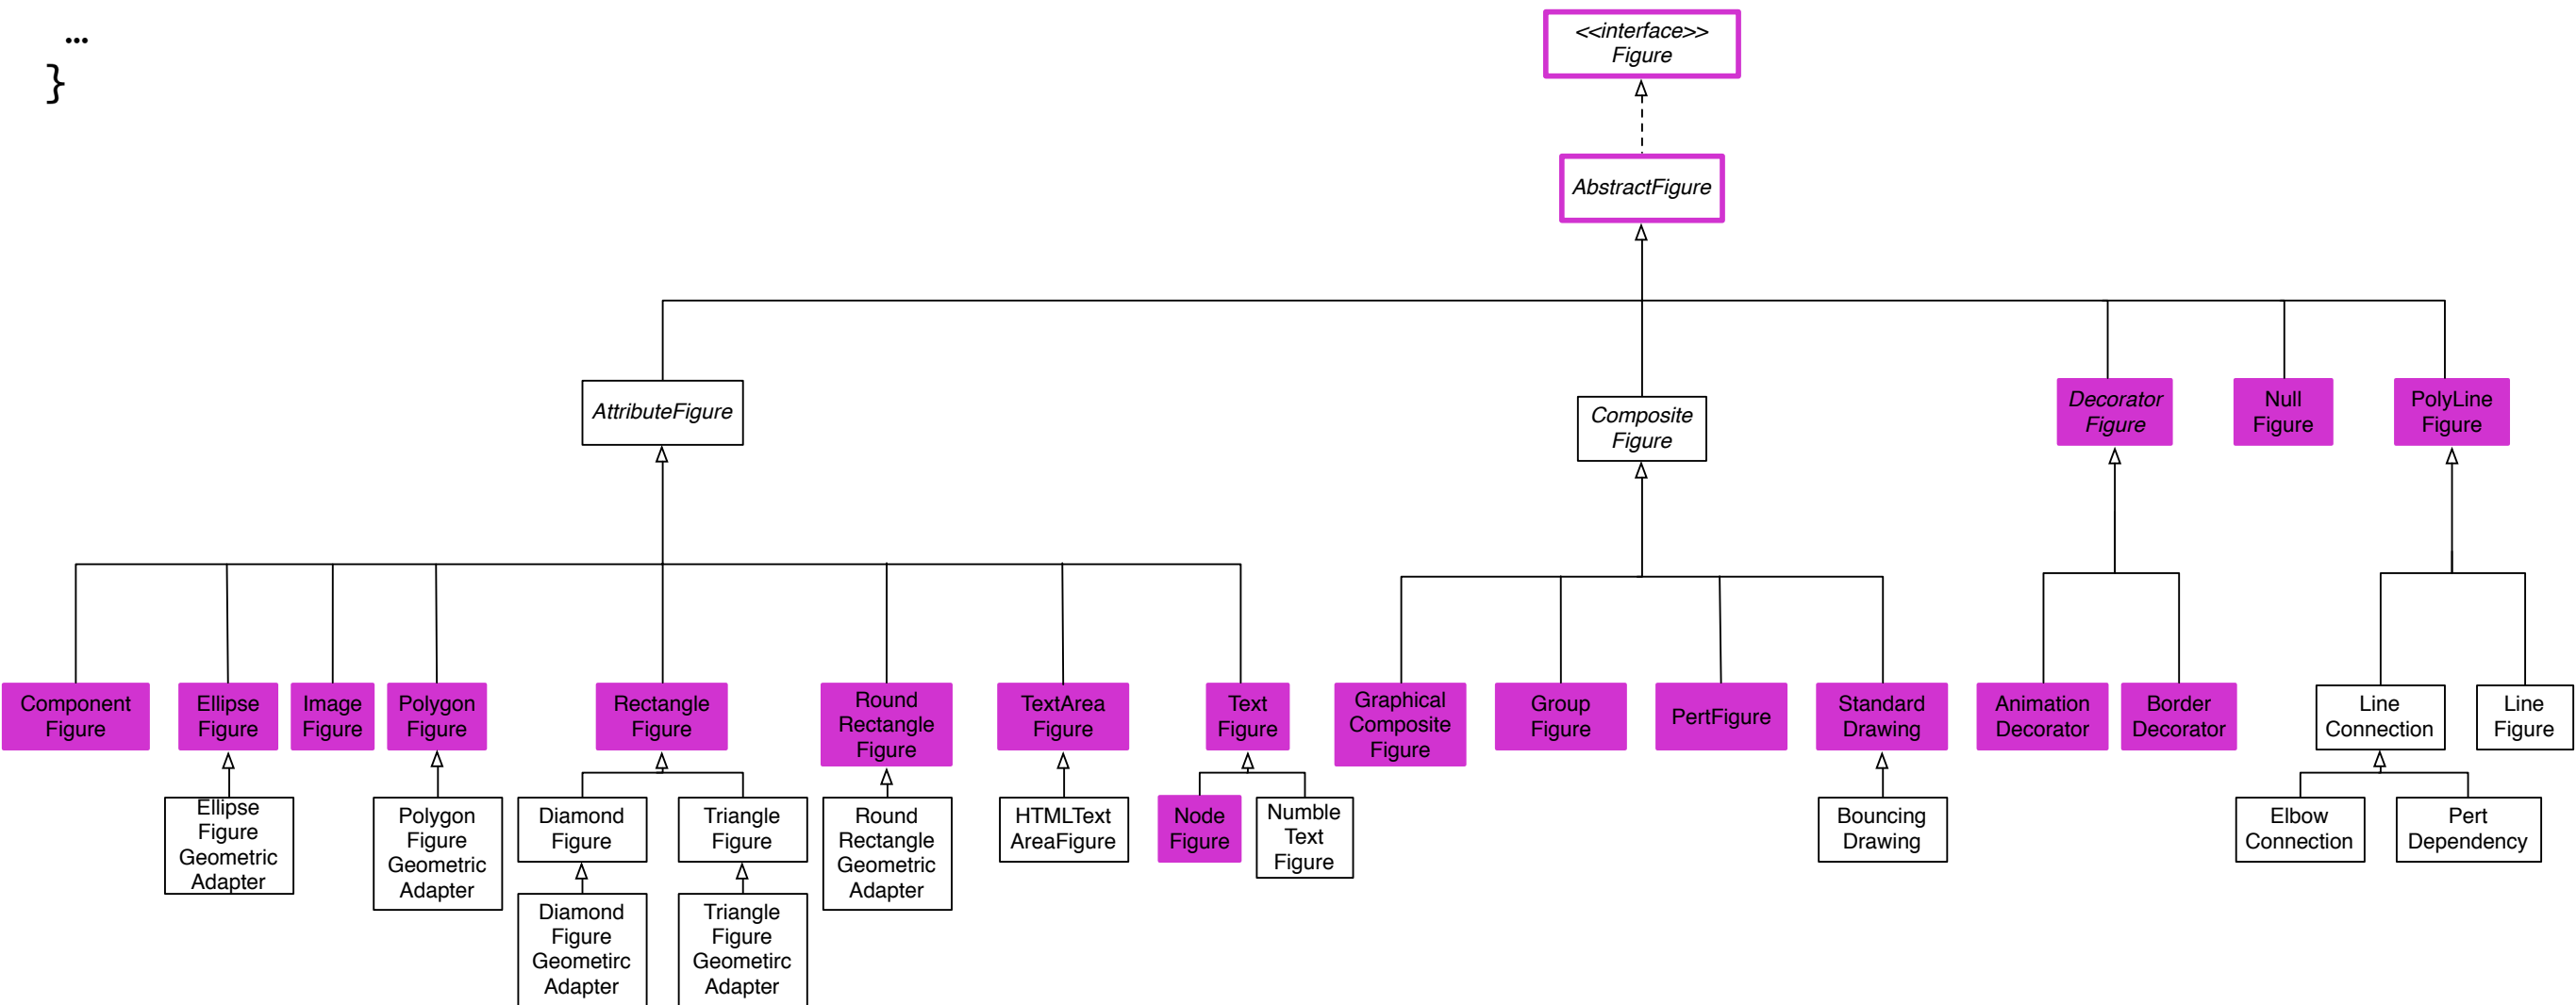 ...
}
<<interface>>
Figure
AbstractFigure
AttributeFigure
Composite
Figure
Decorator
Figure
Null
Figure
PolyLine
Figure
Component
Figure
Ellipse
Figure
Image
Figure
Polygon
Figure
Rectangle
Figure
Round
Rectangle
Figure
TextArea
Figure
Text
Figure
Graphical
Composite
Figure
Group
Figure
PertFigure
Standard
Drawing
Animation
Decorator
Border
Decorator
Line
Connection
Line
Figure
Ellipse
Figure
Geometric
Adapter
Polygon
Figure
Geometric
Adapter
Diamond
Figure
Triangle
Figure
Round
Rectangle
Geometric
Adapter
HTMLText
AreaFigure
Node
Figure
Numble
Text
Figure
Bouncing
Drawing
Elbow
Connection
Pert
Dependency
Diamond
Figure
Geometirc
Adapter
Triangle
Figure
Geometirc
Adapter